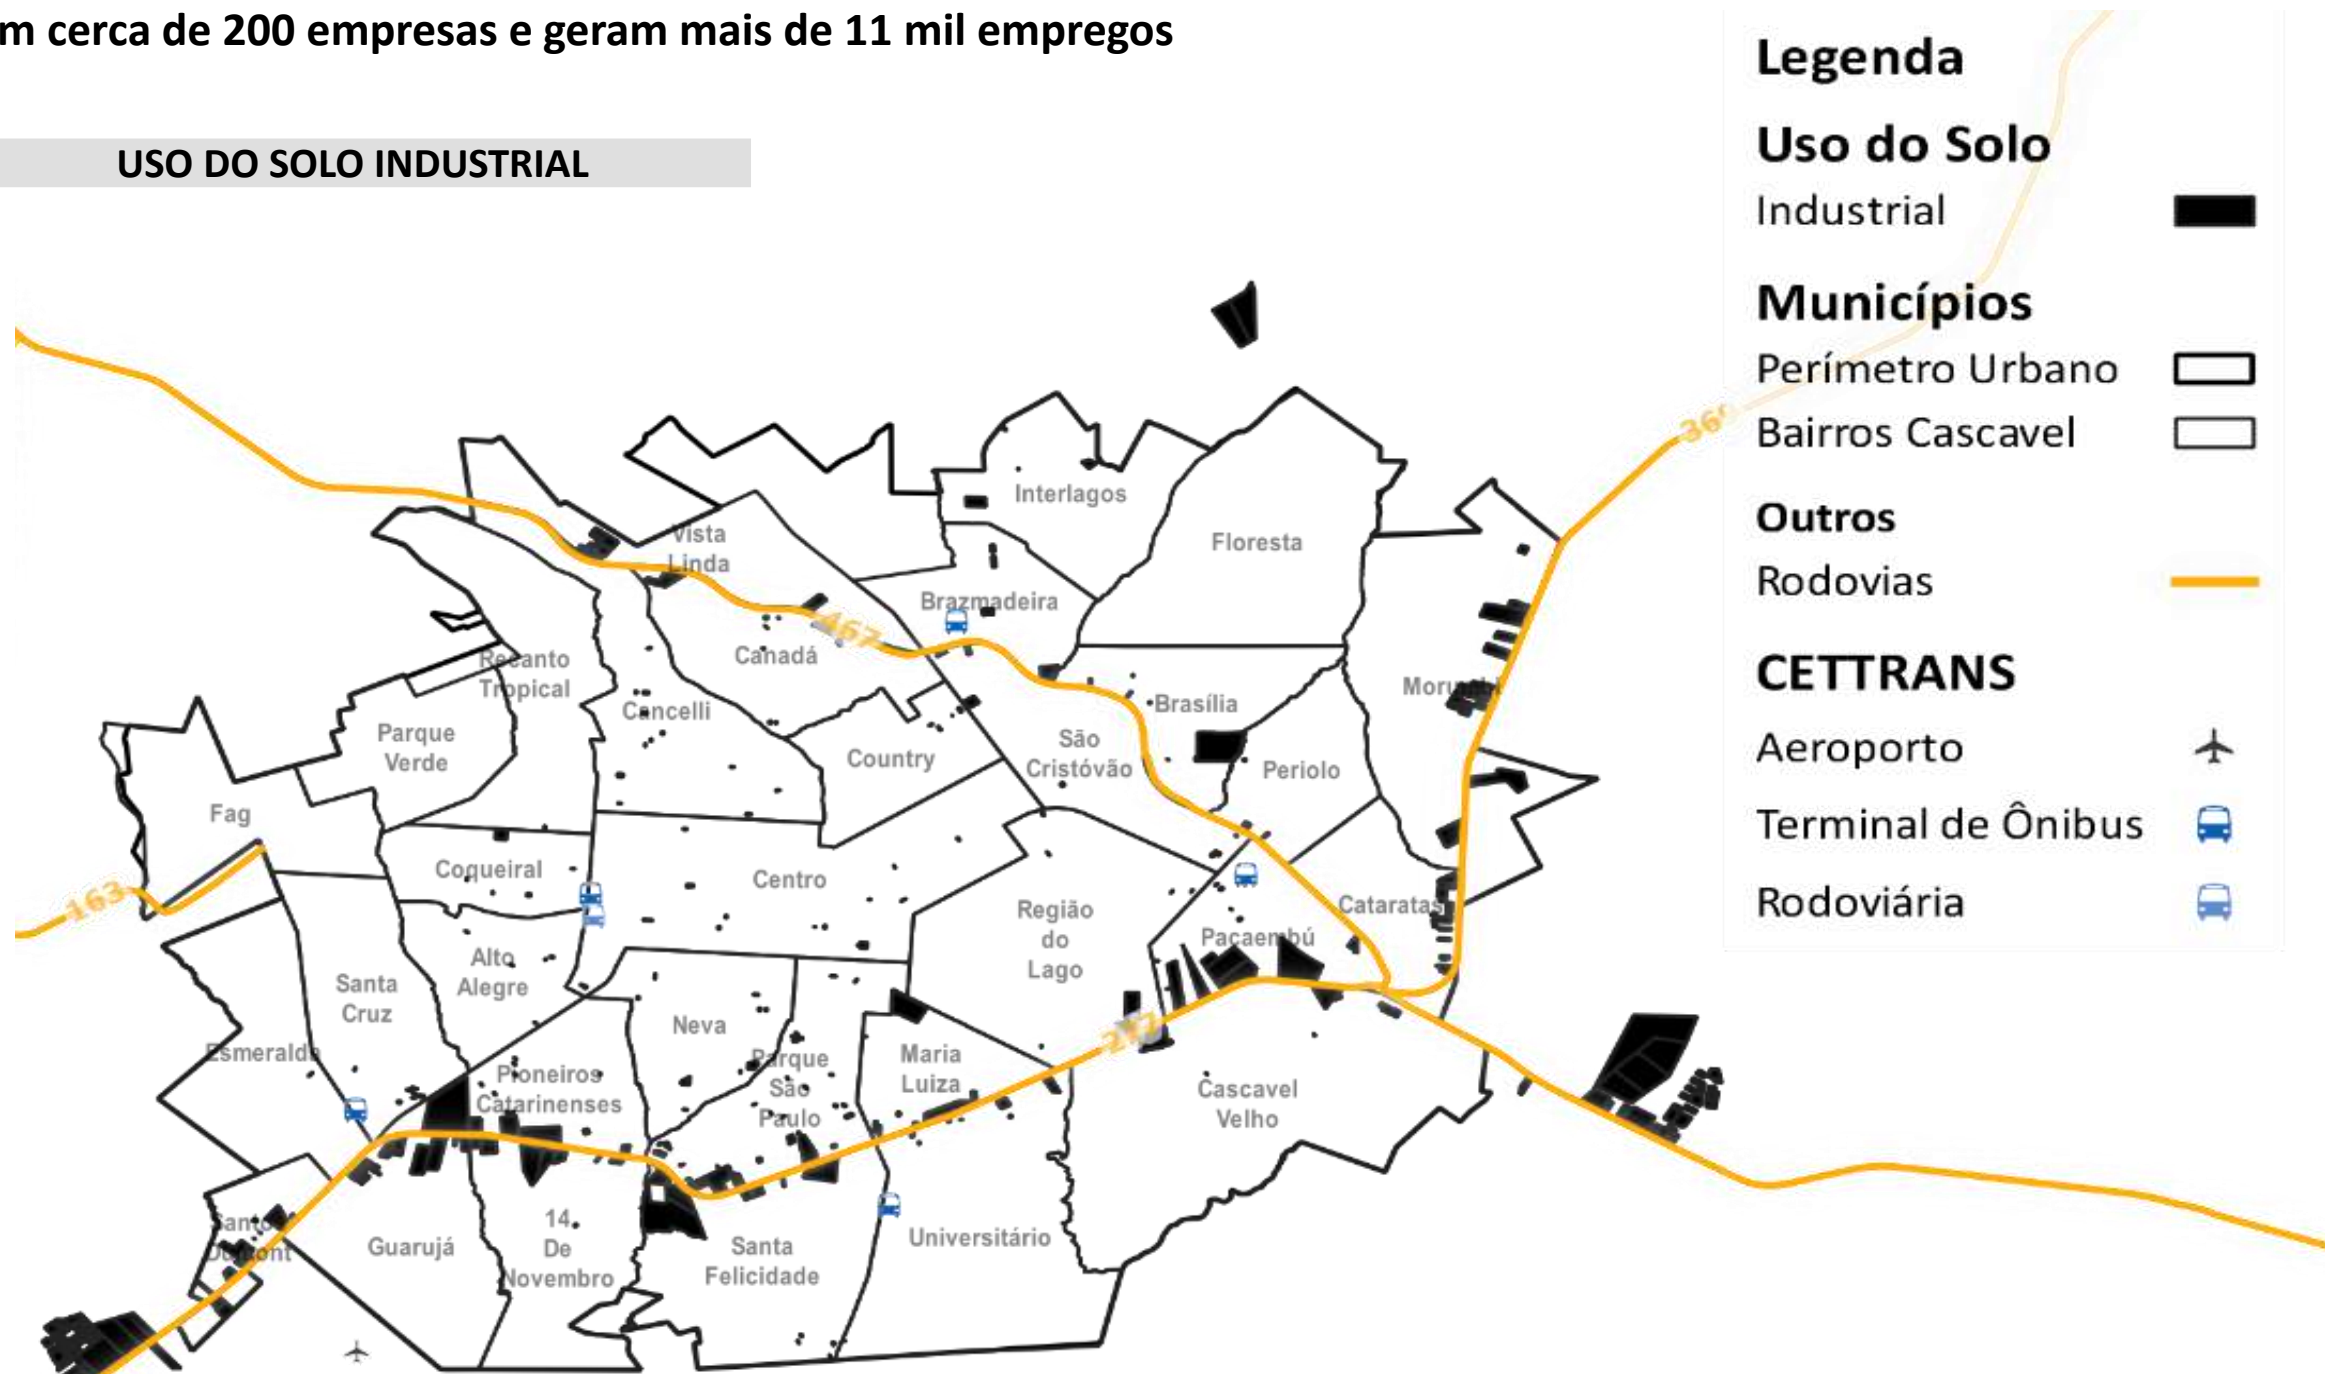 m cerca de 200 empresas e geram mais de 11 mil empregos
USO DO SOLO INDUSTRIAL
Legenda
Uso do Solo
Industrial
Municípios
Perímetro Urbano
Bairros Cascavel
Outros
Rodovias
CETTRANS
Aeroporto
Terminal de Ônibus
Rodoviária
369
Interlagos
Vista
Linda
Floresta
Brazmadeira
467
Canadá
Recanto
Tropical
Morumbi
Cancelli
Brasília
Parque
Verde
São
Cristóvão
Country
Periolo
Fag
Coqueiral
Centro
163
Cataratas
Região
do
Lago
Pacaembú
Alto
Alegre
Santa
Cruz
Neva
277
Esmeralda
Parque
São
Paulo
Maria
Luiza
Pioneiros
Catarinenses
Cascavel
Velho
Santos
Dumont
14
De
Novembro
Guarujá
Santa
Felicidade
Universitário